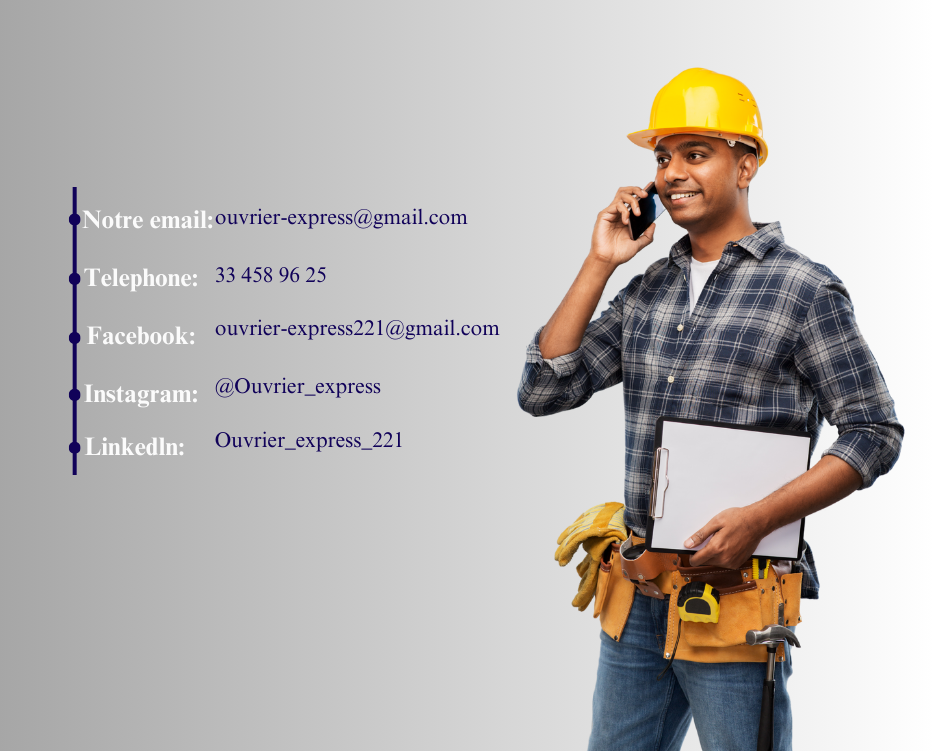 Notre email: ouvrier-express@gmail.com
Telephone: 33 458 96 25
Facebook: ouvrier-express221@gmail.com
Instagram: @Ouvrier_express
Linkedln: Ouvrier_express_221